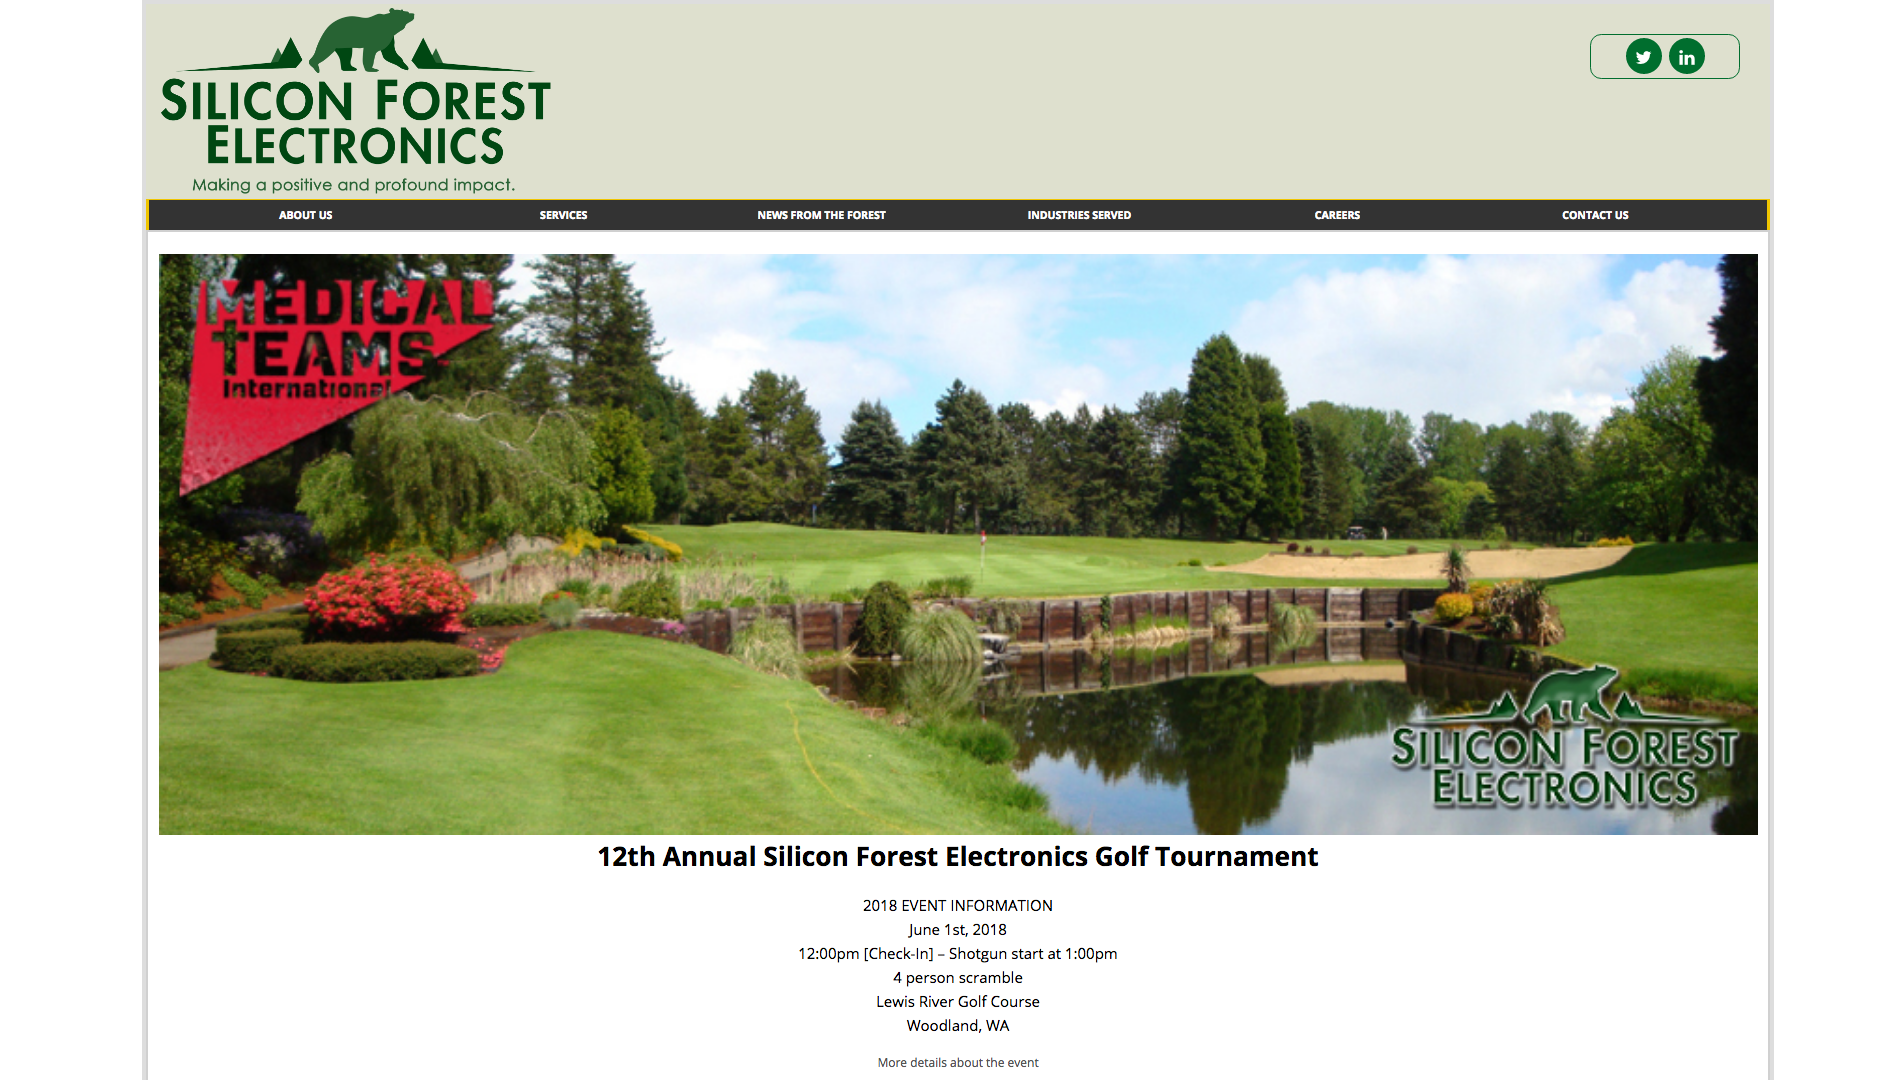 SILICON FOREST
ELECTRONICS
Making a positive and profound impact.
ABOUT US
SERVICES
NEWS FROM THE FOREST
INDUSTRIES SERVED
CAREERS
CONTACT US
MEDICAL
TEAMS
International
SILICON FOREST
ELECTRONICS
12th Annual Silicon Forest Electronics Golf Tournament
2018 EVENT INFORMATION
June 1st, 2018
12:00pm [Check-In] – Shotgun start at 1:00pm
4 person scramble
Lewis River Golf Course
Woodland, WA
More details about the event